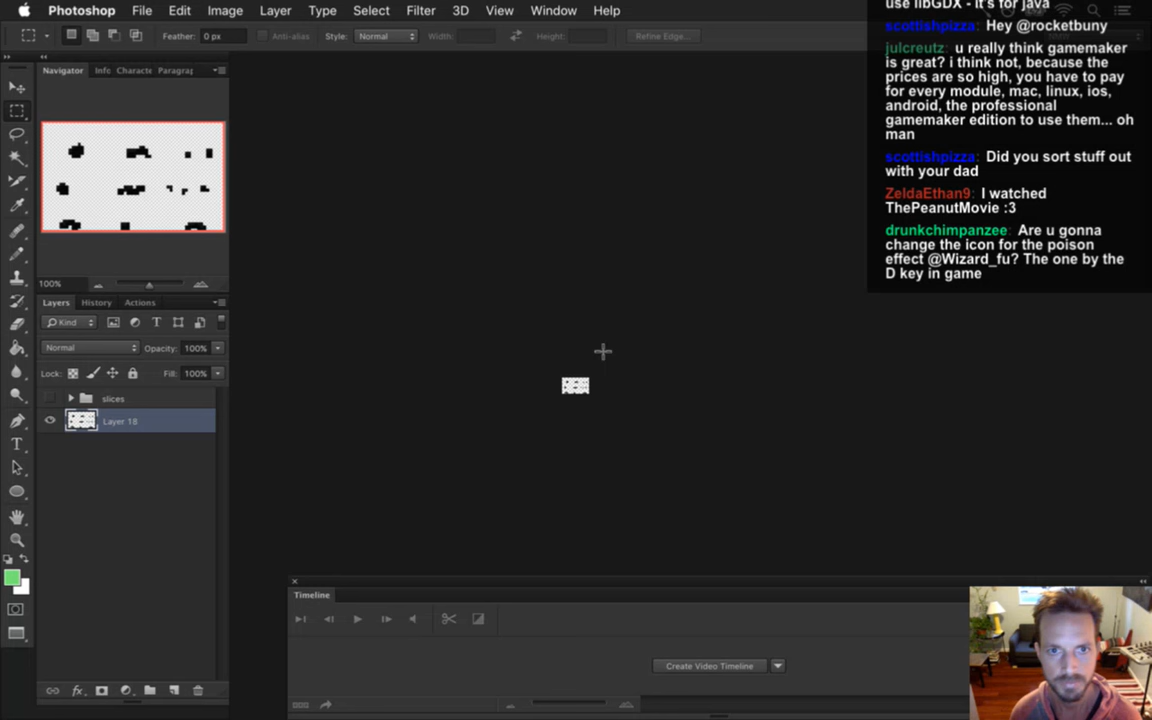 Photoshop File Edit Image Layer Type Select Filter 3D View Window Help
use libGDX - it's for java
Feather: 0 px Anti-alias Style: Normal Width: Height: Refine Edge...
scottishpizza: Hey @rocketbuny
julcreutz: u really think gamemaker
is great? i think not, because the
prices are so high, you have to pay
for every module, mac, linux, ios,
android, the professional
gamemaker edition to use them... oh
man
scottishpizza: Did you sort stuff out
with your dad
ZeldaEthan9: I watched
ThePeanutMovie :3
drunkchimpanzee: Are u gonna
change the icon for the poison
effect @Wizard_fu? The one by the
D key in game
Navigator Info Characte Paragra
100%
Layers History Actions
Kind
Normal Opacity: 100%
Lock: Fill: 100%
slices
Layer 18
Timeline
Create Video Timeline